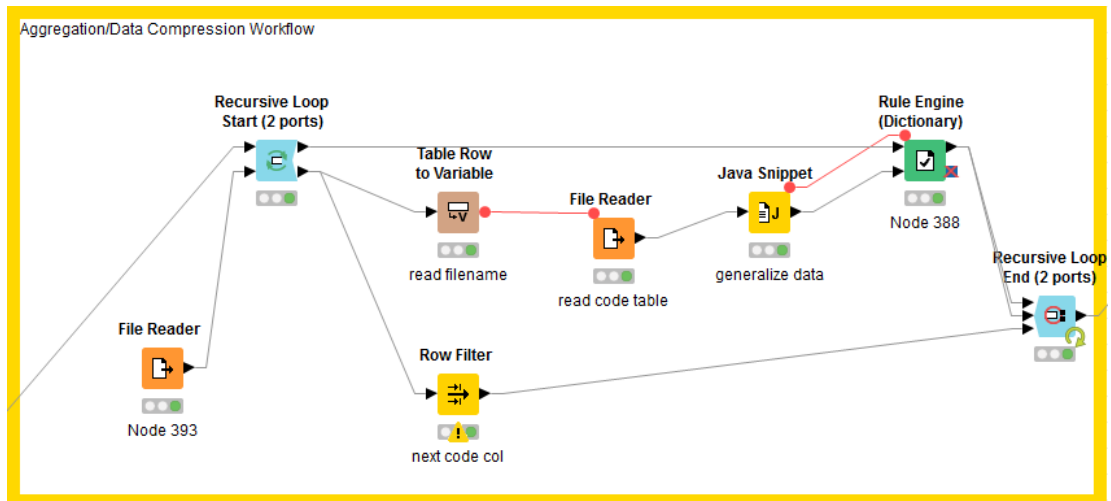 Aggregation/Data Compression Workflow
Recursive Loop
Start (2 ports)
Rule Engine
(Dictionary)
Table Row
to Variable
Java Snippet
File Reader
Node 388
read filename
generalize data
Recursive Loop
End (2 ports)
read code table
File Reader
Row Filter
Node 393
next code col